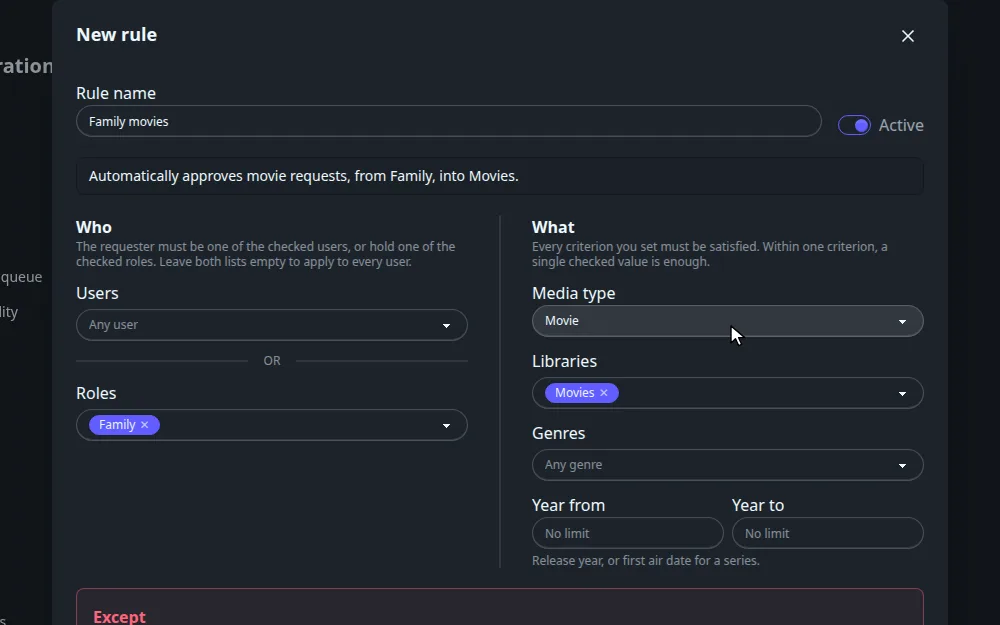 New rule
ration
Rule name
Family movies
Active
Automatically approves movie requests, from Family, into Movies.
Who
The requester must be one of the checked users, or hold one of the
checked roles. Leave both lists empty to apply to every user.
Users
Any user
OR
Roles
Family ×
What
Every criterion you set must be satisfied. Within one criterion, a
single checked value is enough.
Media type
Movie
Libraries
Movies ×
Genres
Any genre
Year from
Year to
No limit
No limit
Release year, or first air date for a series.
queue
lity
s
Except